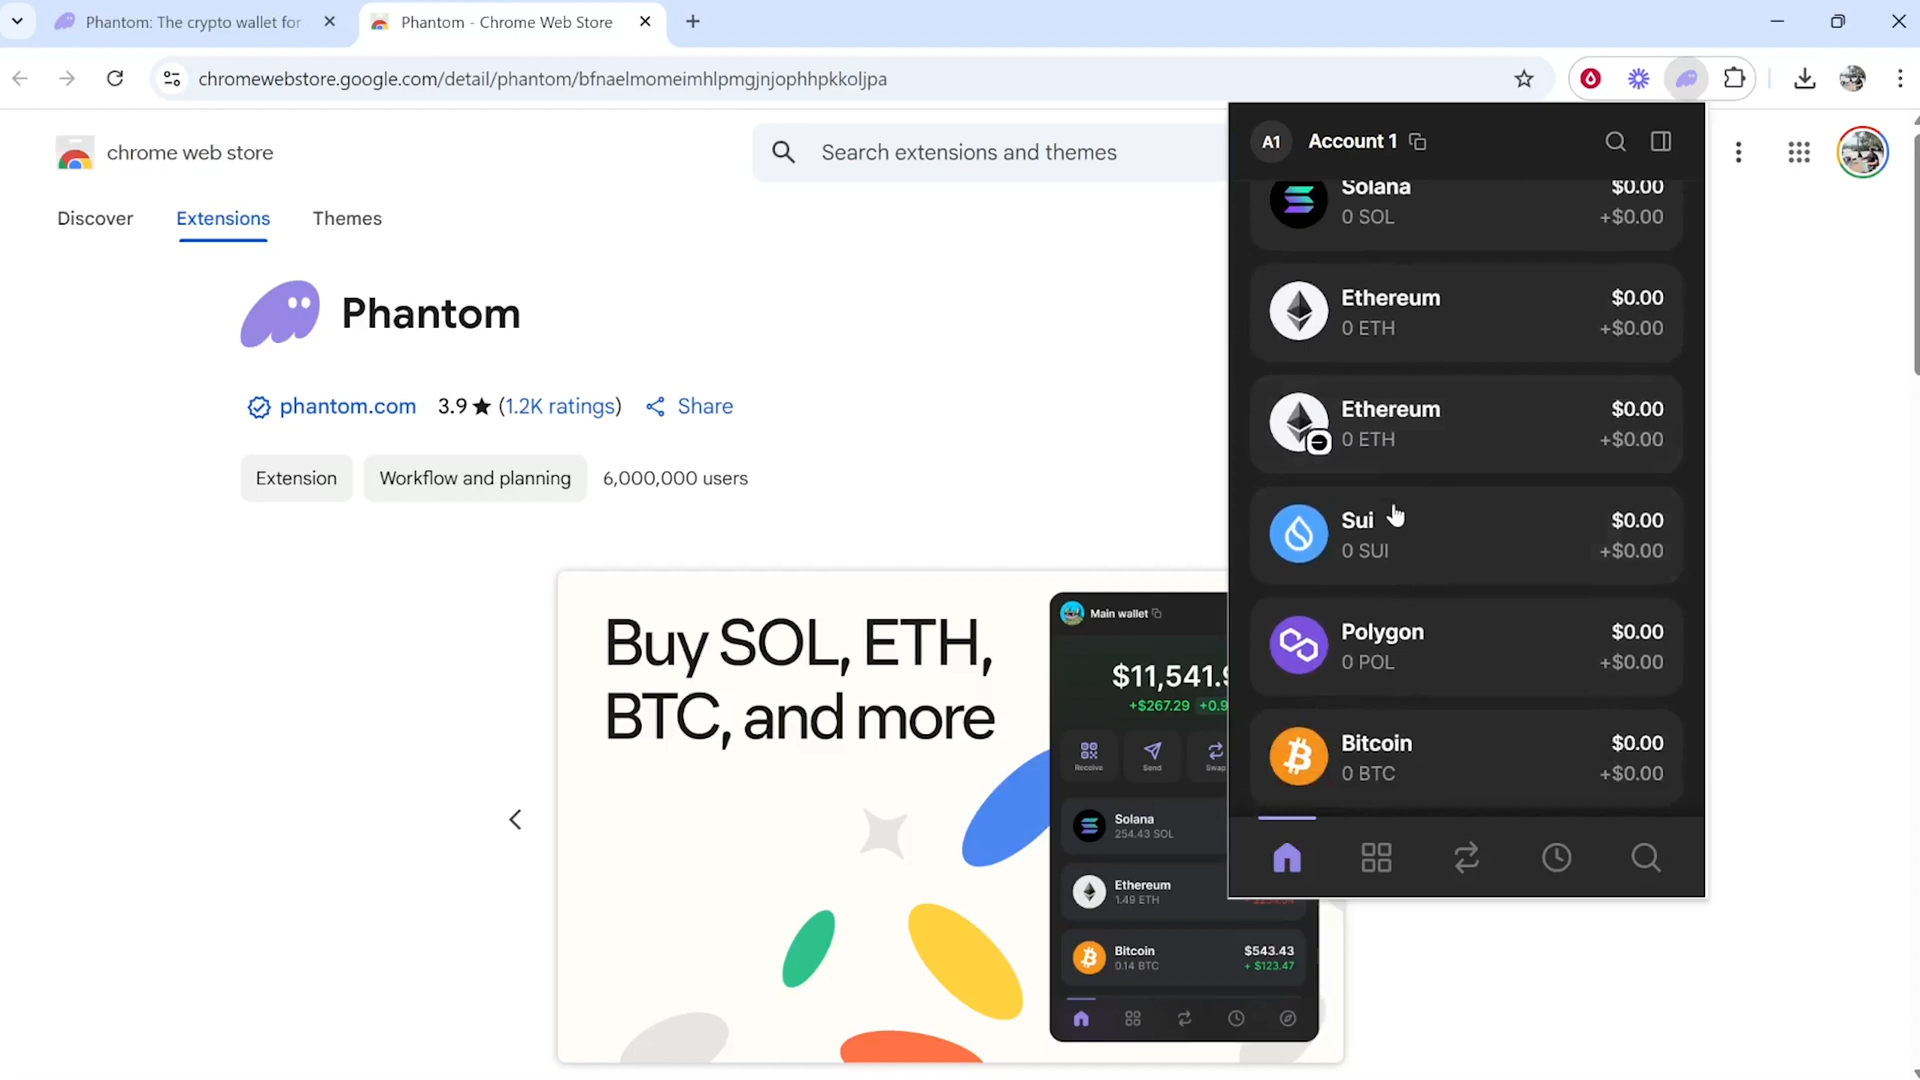 Phantom: The crypto wallet for
Phantom - Chrome Web Store
chromewebstore.google.com/detail/phantom/bfnaelmomeimhlpmgjnjophhpkkoljpa
chrome web store
Search extensions and themes
Discover
Extensions
Themes
Phantom
phantom.com
3.9 ★ (1.2K ratings)
Share
Extension
Workflow and planning
6,000,000 users
Buy SOL, ETH,
BTC, and more
Main wallet
$11,541.9
+$267.29 +0.9
Receive
Send
Swap
Solana
254.43 SOL
Ethereum
1.49 ETH
Bitcoin
0.14 BTC
$543.43
+ $123.47
A1
Account 1
Solana
$0.00
0 SOL
+$0.00
Ethereum
$0.00
0 ETH
+$0.00
Ethereum
$0.00
0 ETH
+$0.00
Sui
$0.00
0 SUI
+$0.00
Polygon
$0.00
0 POL
+$0.00
Bitcoin
$0.00
0 BTC
+$0.00